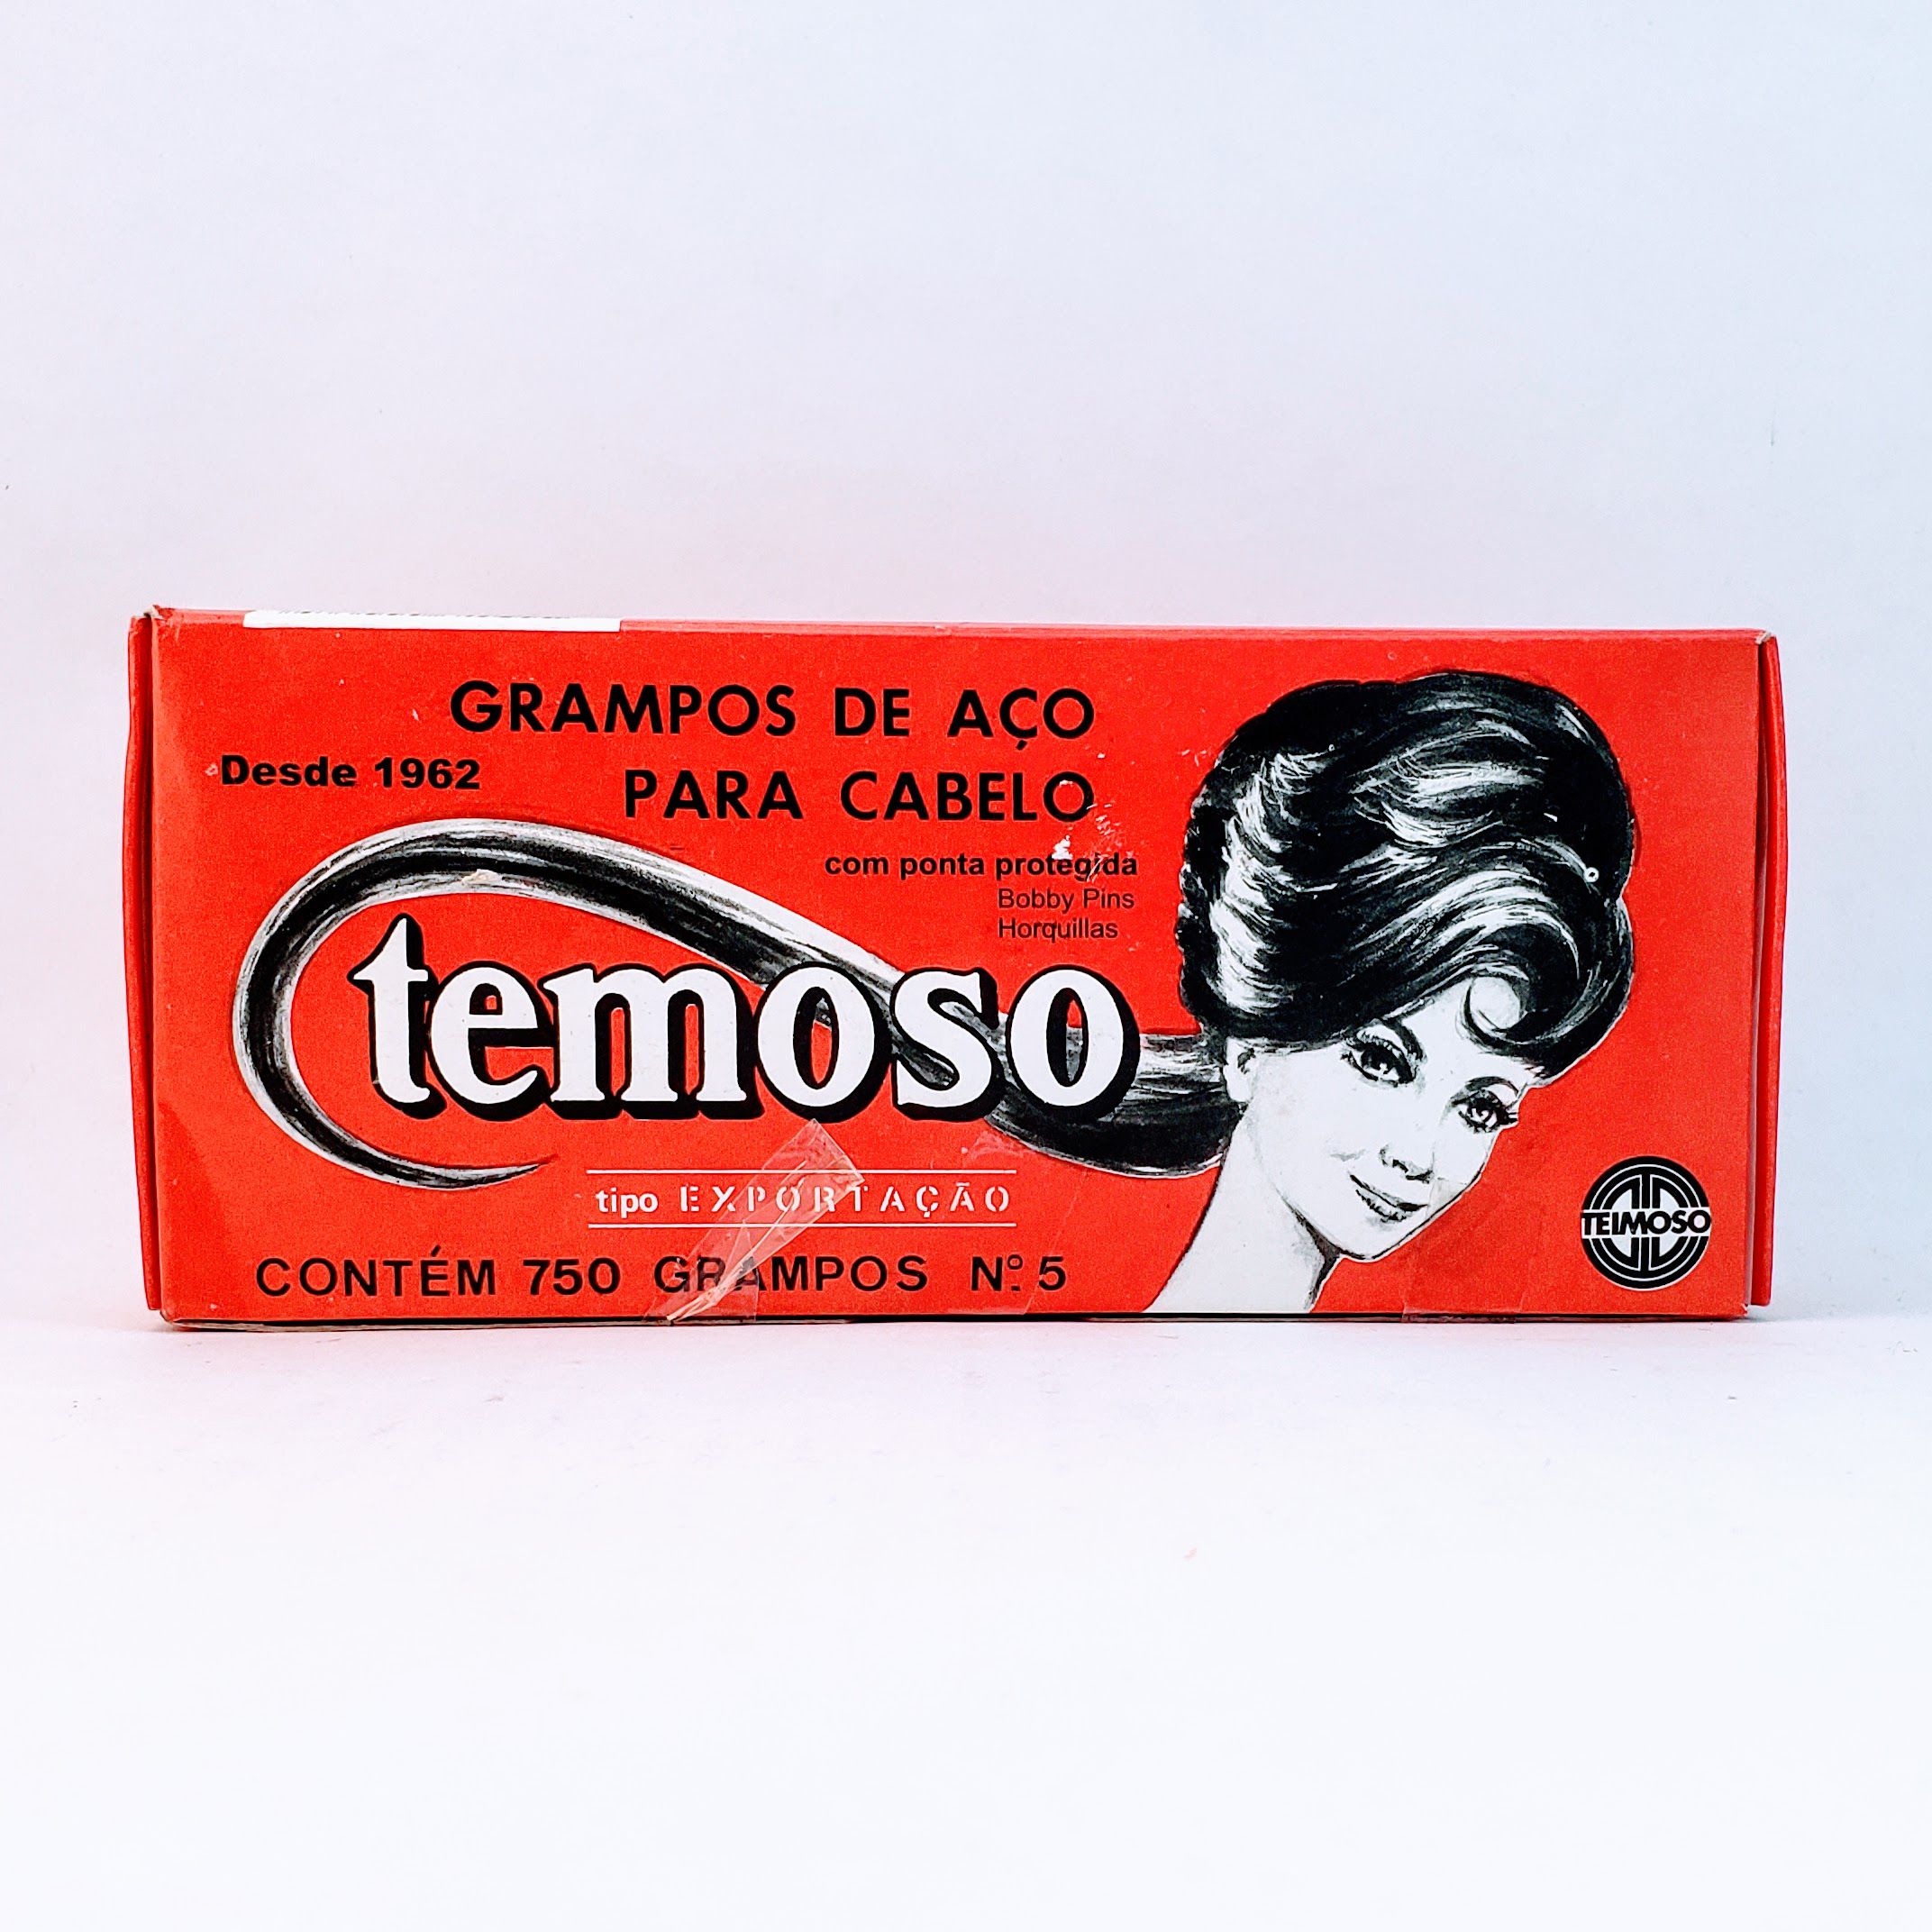 GRAMPOS DE AÇO
Desde 1962
PARA CABELO
com ponta protegida
Bobby Pins
Horquillas
temoso
tipo EXPORTAÇÃO
TEIMOSO
CONTÉM 750 GRAMPOS Nº 5